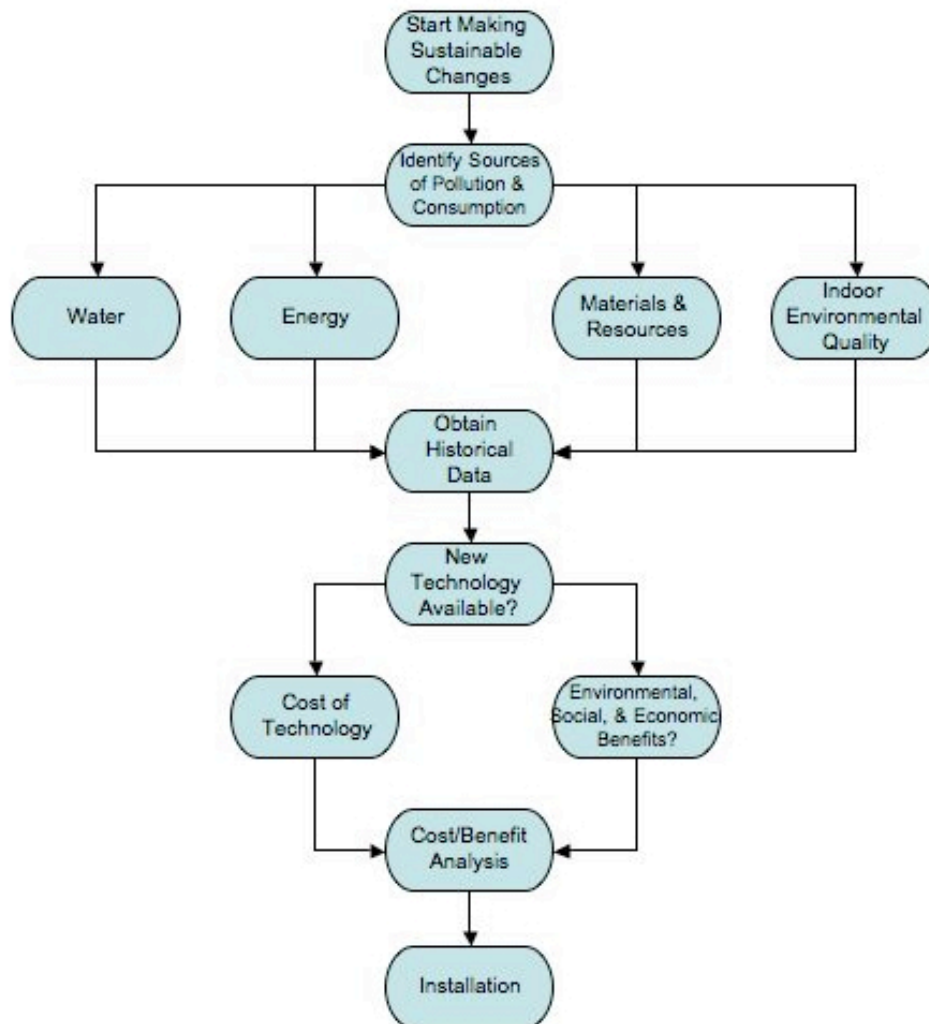 Start Making
Sustainable
Changes
Identify Sources
of Pollution &
Consumption
Water
Energy
Materials &
Resources
Indoor
Environmental
Quality
Obtain
Historical
Data
New
Technology
Available?
Cost of
Technology
Environmental,
Social, & Economic
Benefits?
Cost/Benefit
Analysis
Installation